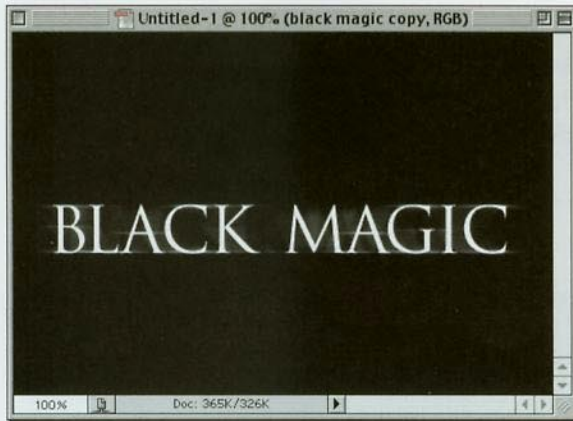 Untitled-1 @ 100% (black magic copy, RGB)
BLACK MAGIC
100%
Doc: 365K/326K